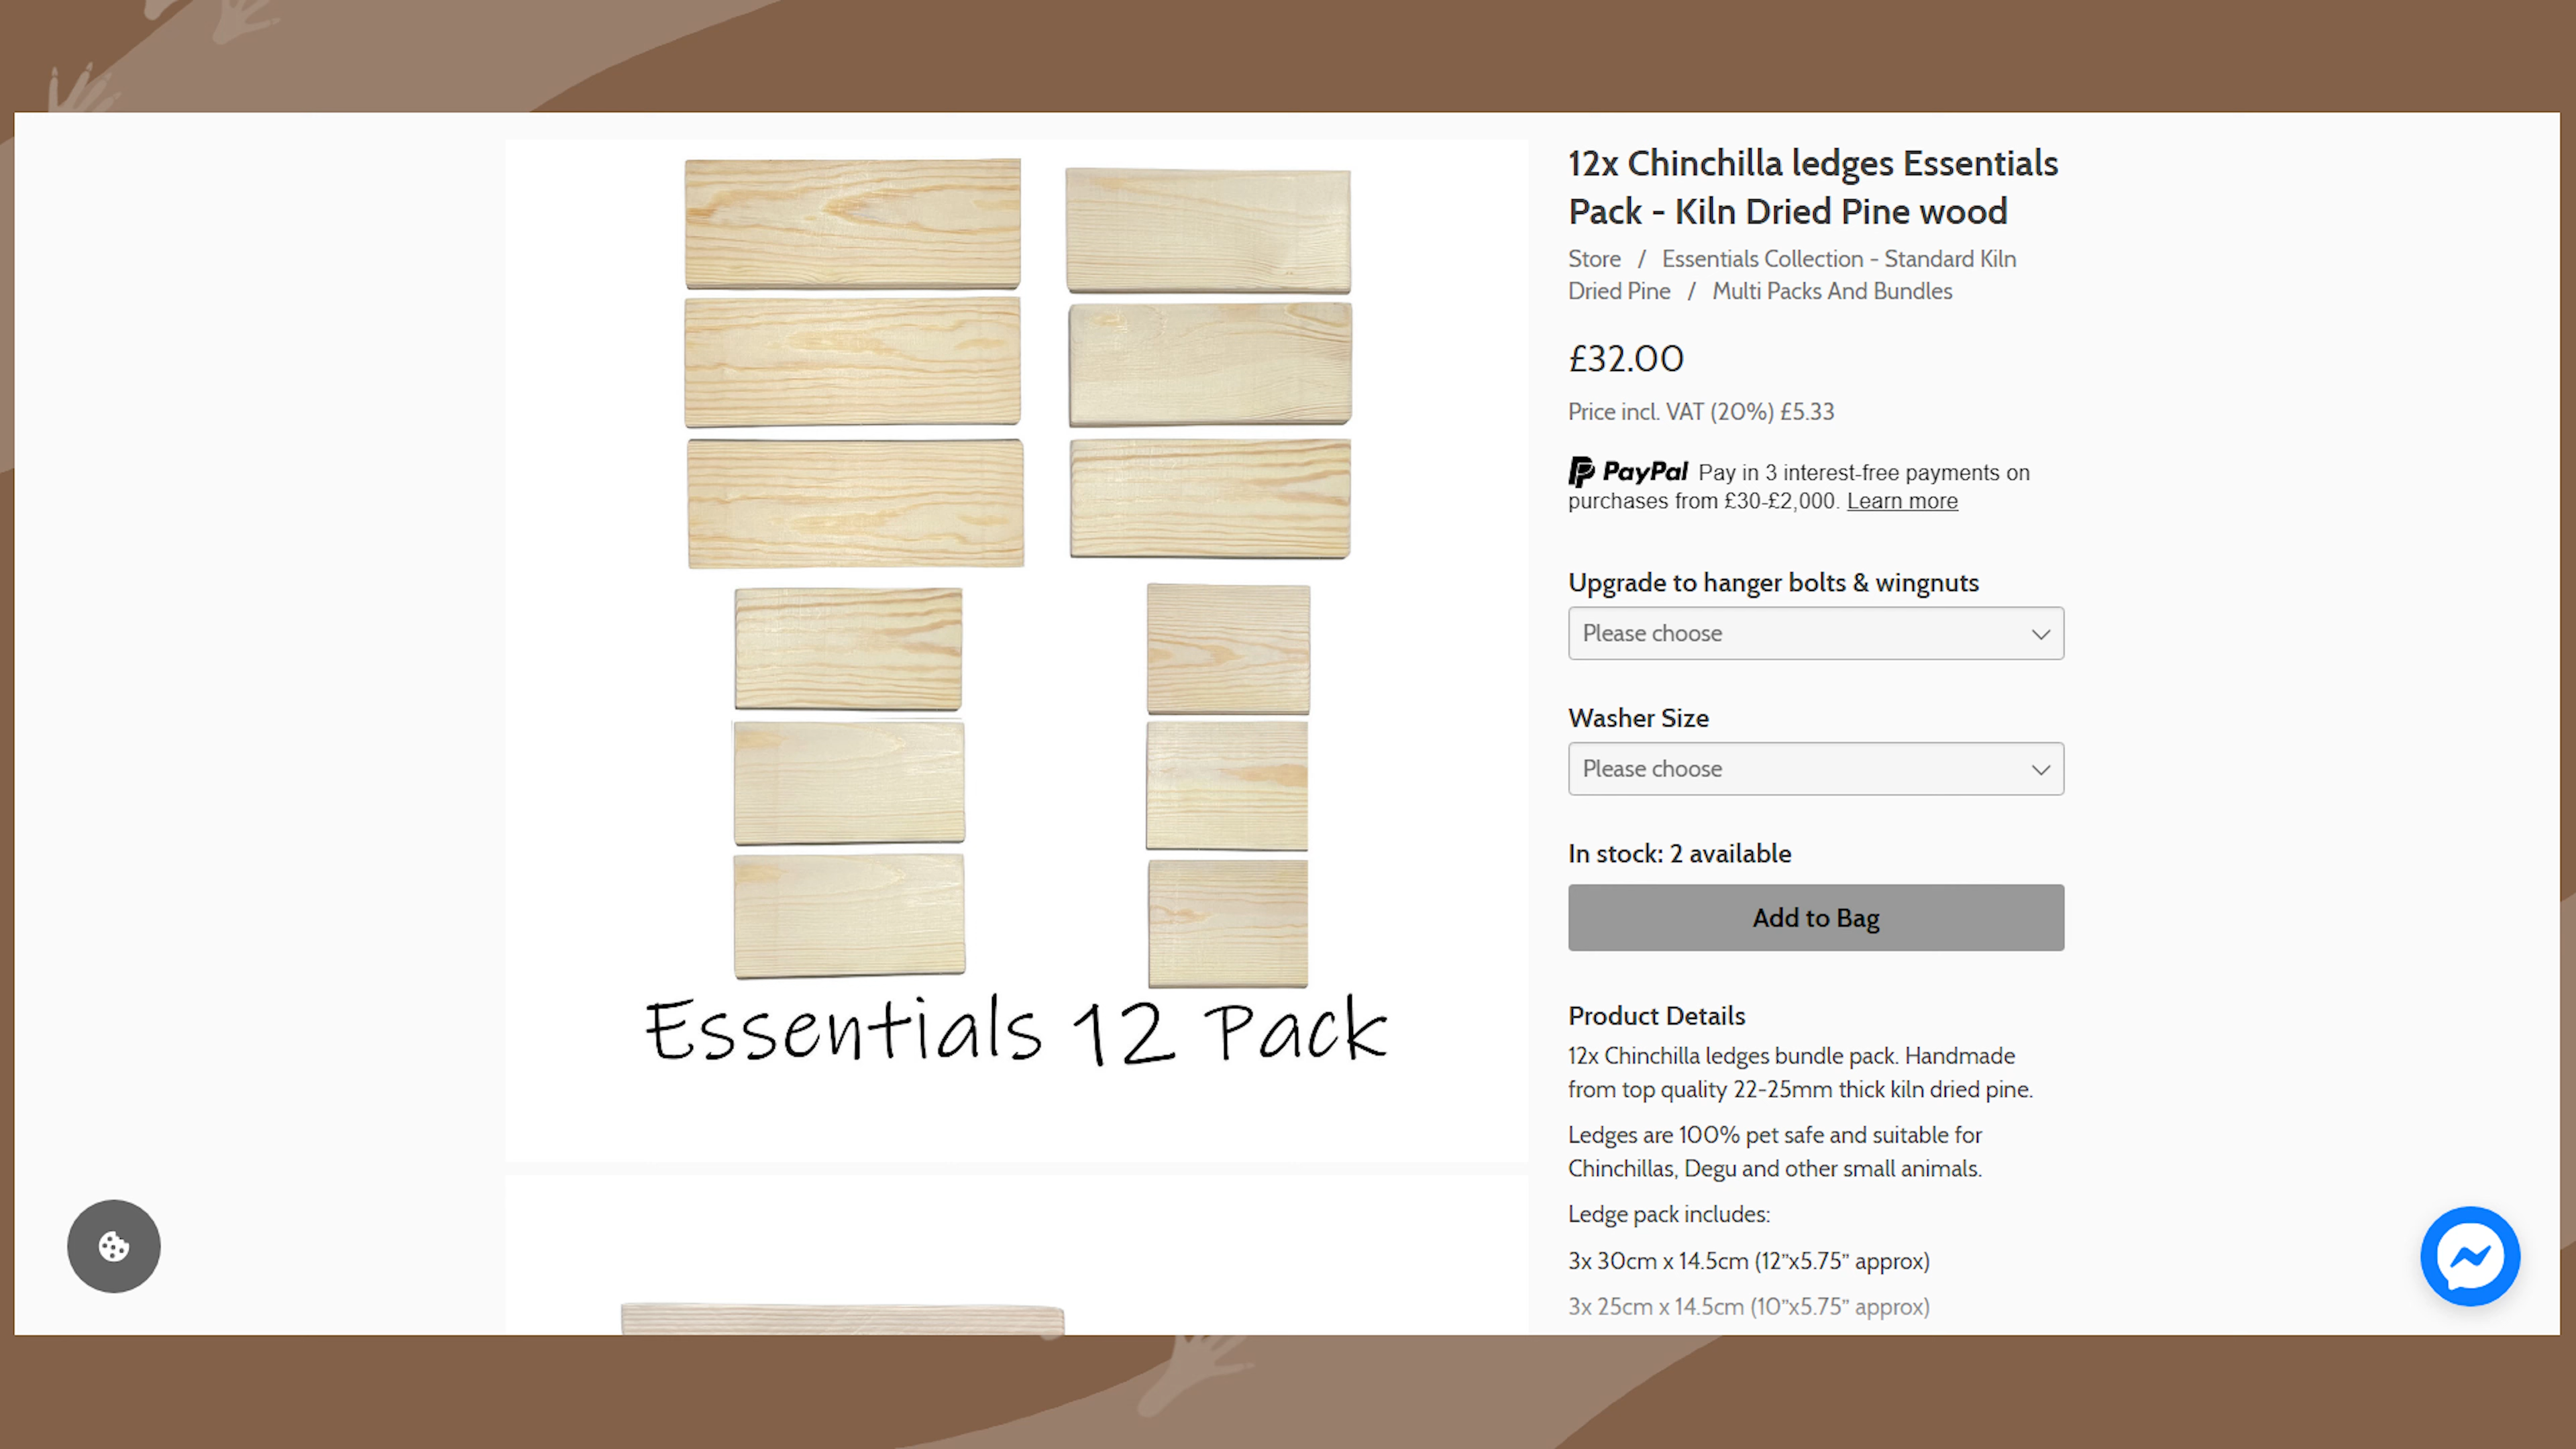 12x Chinchilla ledges Essentials
Pack - Kiln Dried Pine wood
Store / Essentials Collection - Standard Kiln
Dried Pine / Multi Packs And Bundles
£32.00
Price incl. VAT (20%) £5.33
PayPal Pay in 3 interest-free payments on
purchases from £30-£2,000. Learn more
Upgrade to hanger bolts & wingnuts
Please choose
Washer Size
Please choose
In stock: 2 available
Add to Bag
Product Details
12x Chinchilla ledges bundle pack. Handmade
from top quality 22-25mm thick kiln dried pine.
Ledges are 100% pet safe and suitable for
Chinchillas, Degu and other small animals.
Ledge pack includes:
3x 30cm x 14.5cm (12”x5.75” approx)
3x 25cm x 14.5cm (10”x5.75” approx)
Essentials 12 Pack